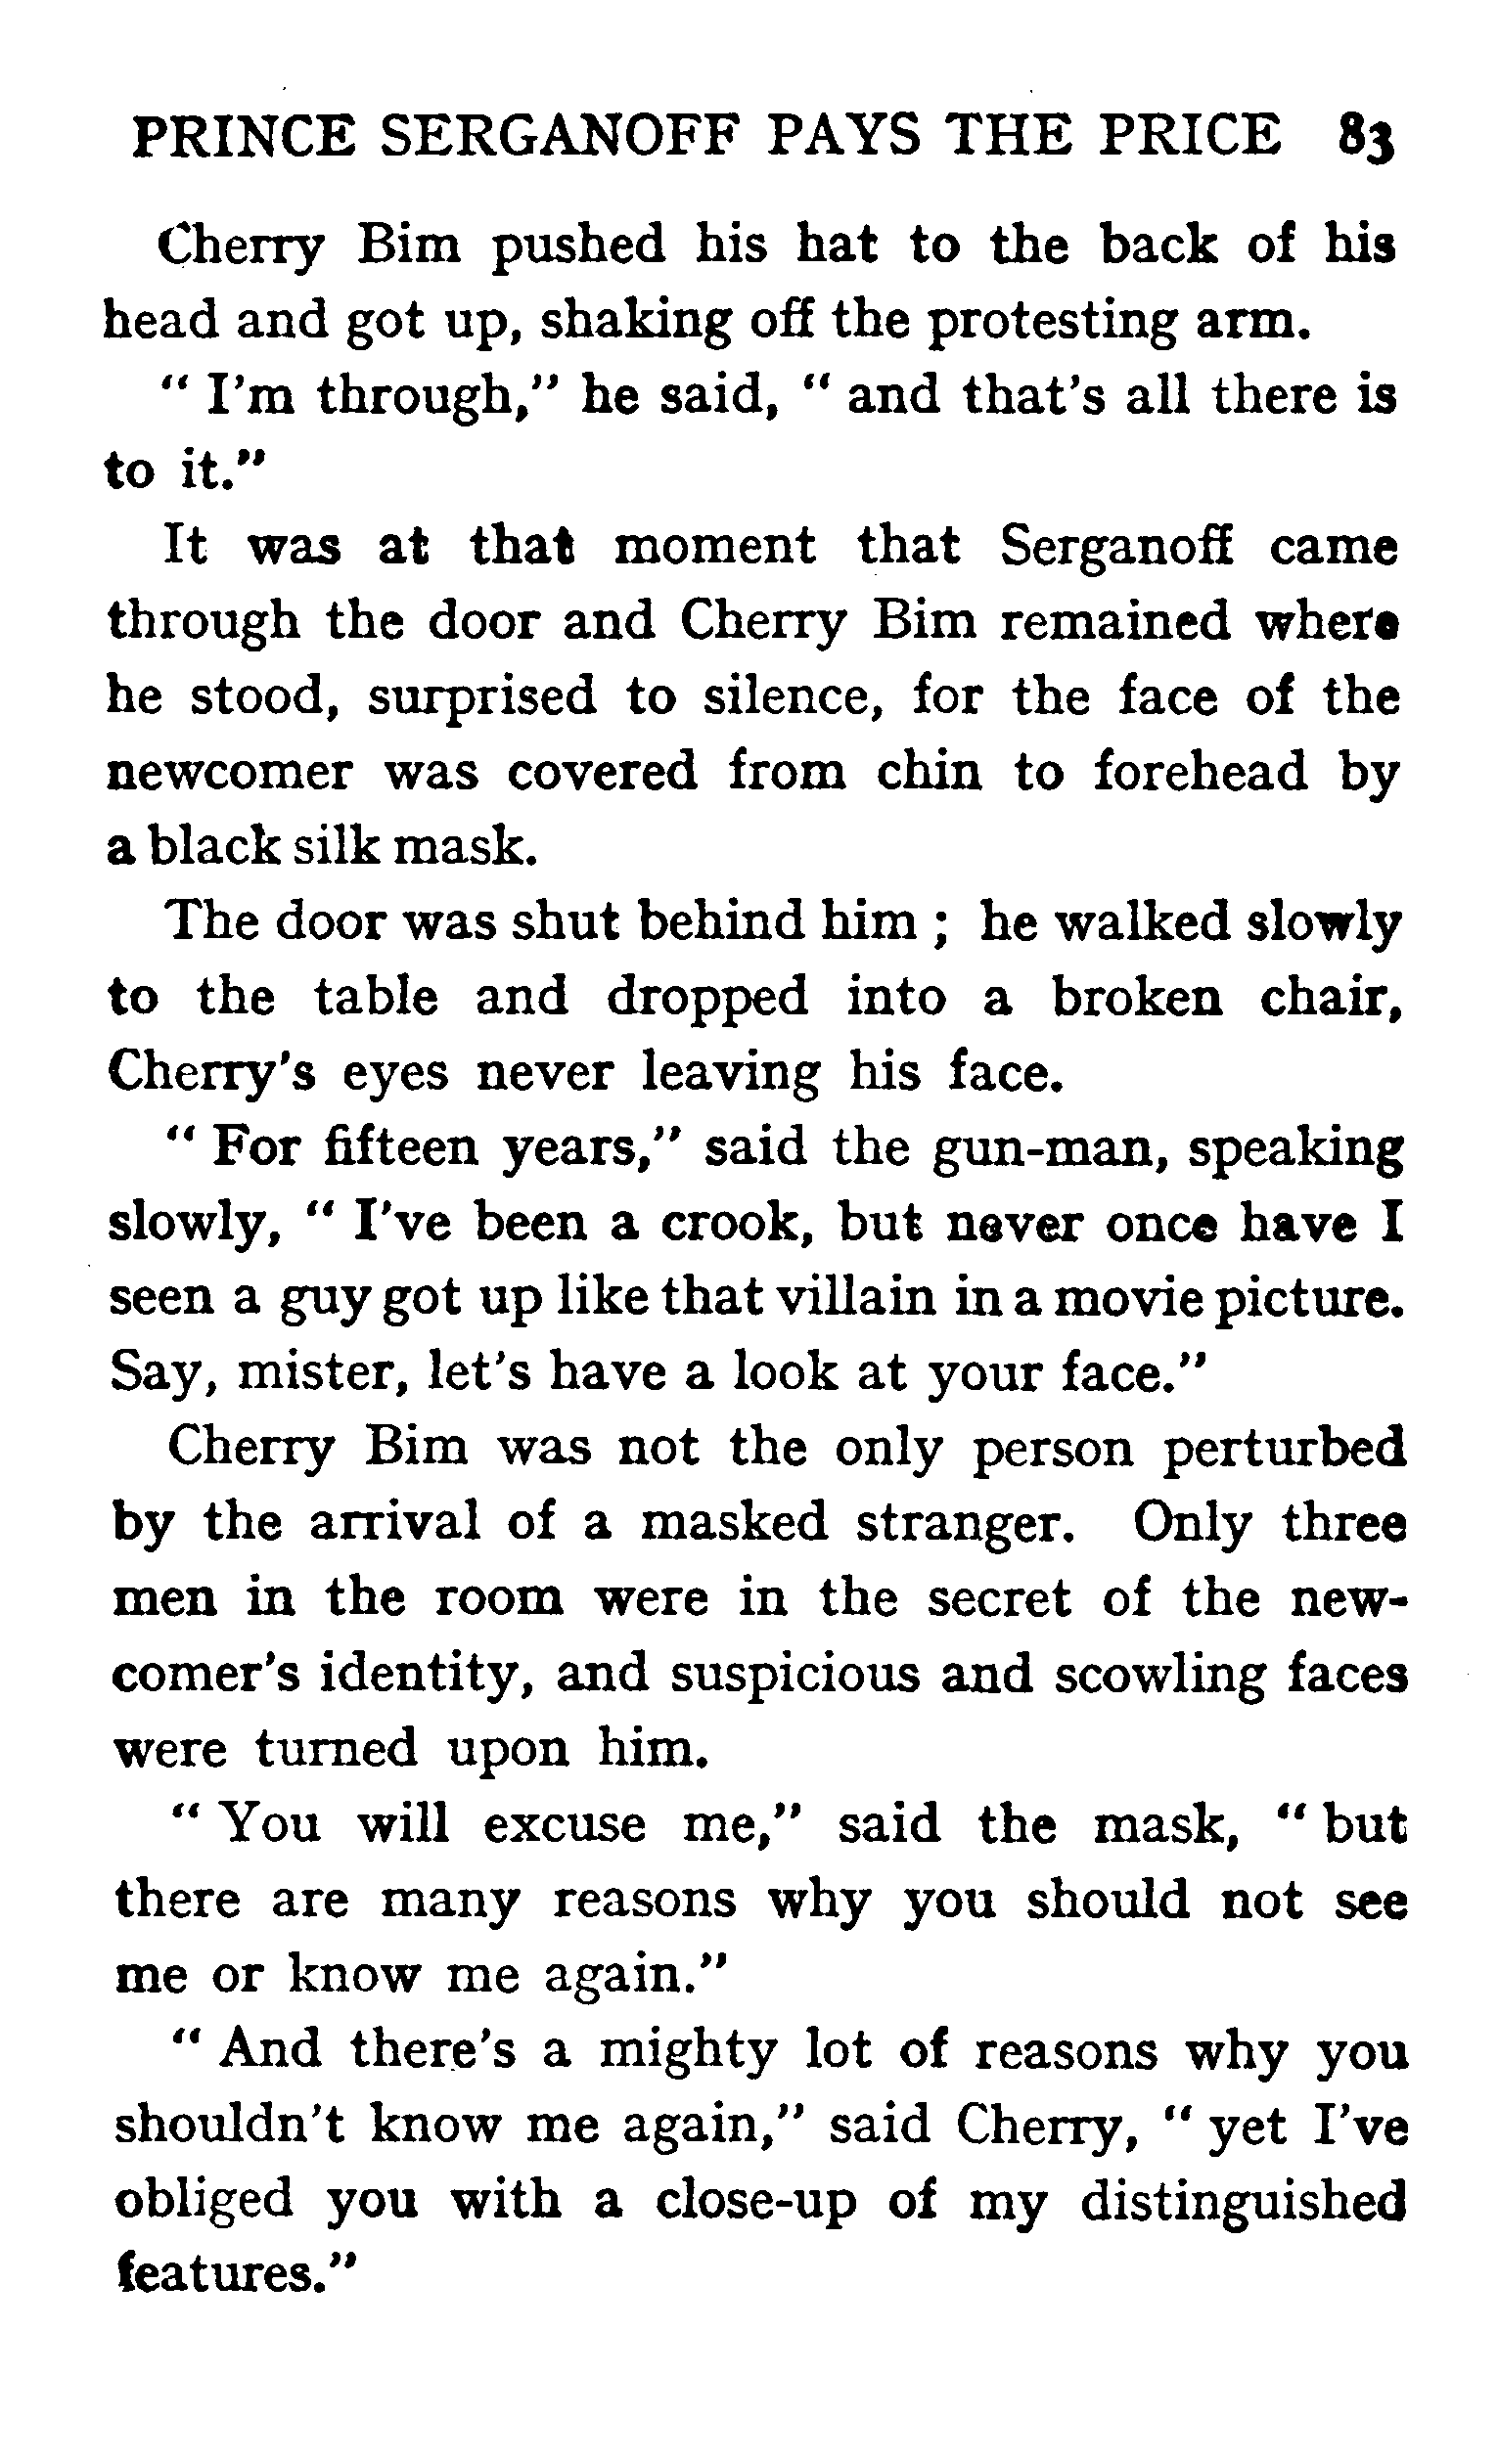 PRINCE SERGANOFF PAYS THE PRICE 83
Cherry Bim pushed his hat to the back of his
head and got up, shaking off the protesting arm.
" I'm through," he said, " and that's all there is
to it."
It was at that moment that Serganoff came
through the door and Cherry Bim remained where
he stood, surprised to silence, for the face of the
newcomer was covered from chin to forehead by
a black silk mask.
The door was shut behind him ; he walked slowly
to the table and dropped into a broken chair,
Cherry's eyes never leaving his face.
" For fifteen years," said the gun-man, speaking
slowly, " I've been a crook, but never once have I
seen a guy got up like that villain in a movie picture.
Say, mister, let's have a look at your face."
Cherry Bim was not the only person perturbed
by the arrival of a masked stranger. Only three
men in the room were in the secret of the new-
comer's identity, and suspicious and scowling faces
were turned upon him.
" You will excuse me," said the mask, " but
there are many reasons why you should not see
me or know me again."
" And there's a mighty lot of reasons why you
shouldn't know me again," said Cherry, " yet I've
obliged you with a close-up of my distinguished
features."